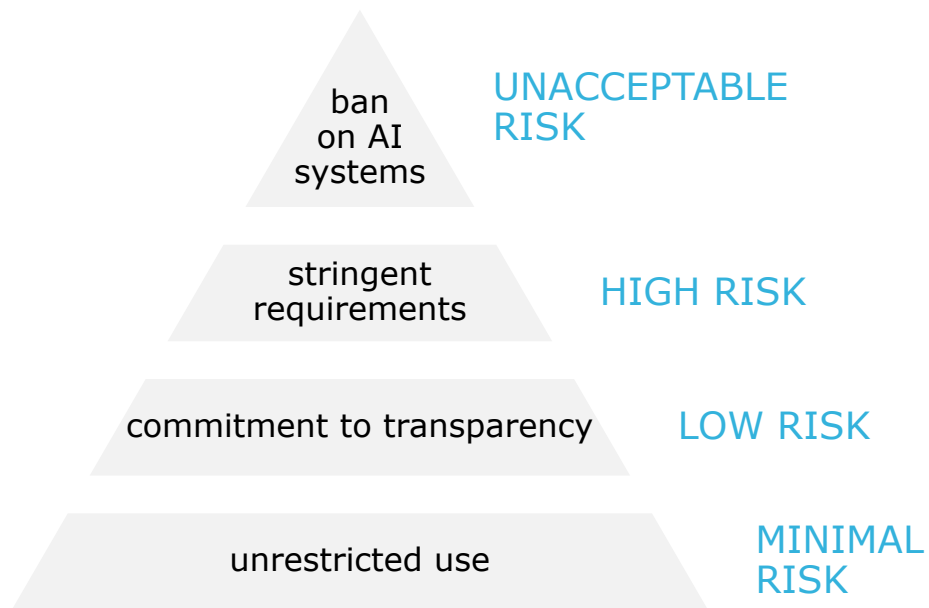 ban
on AI
systems
UNACCEPTABLE
RISK
stringent
requirements
HIGH RISK
commitment to transparency
LOW RISK
unrestricted use
MINIMAL
RISK